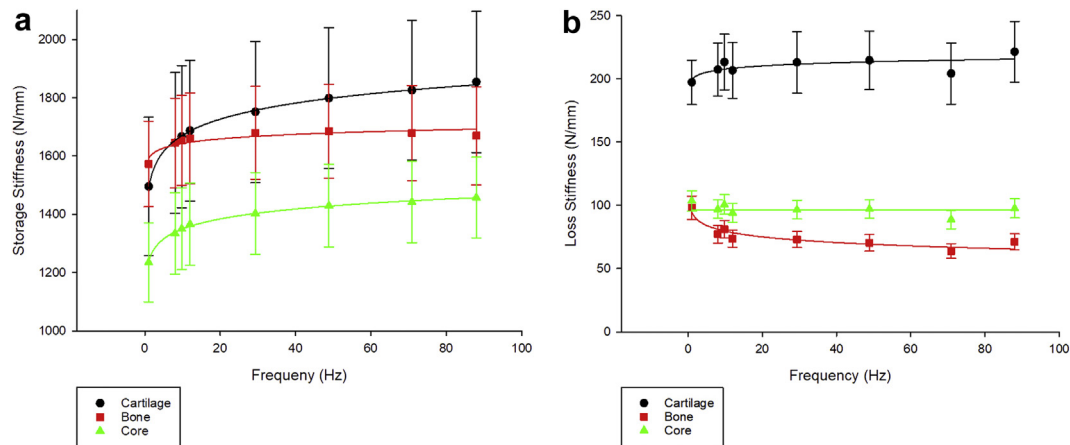 a
Storage Stiffness (N/mm)
2000
1800
1600
1400
1200
1000
0
20
40
60
80
100
Frequeny (Hz)
Cartilage
Bone
Core
b
Loss Stiffness (N/mm)
250
200
150
100
50
0
0
20
40
60
80
100
Frequency (Hz)
Cartilage
Bone
Core